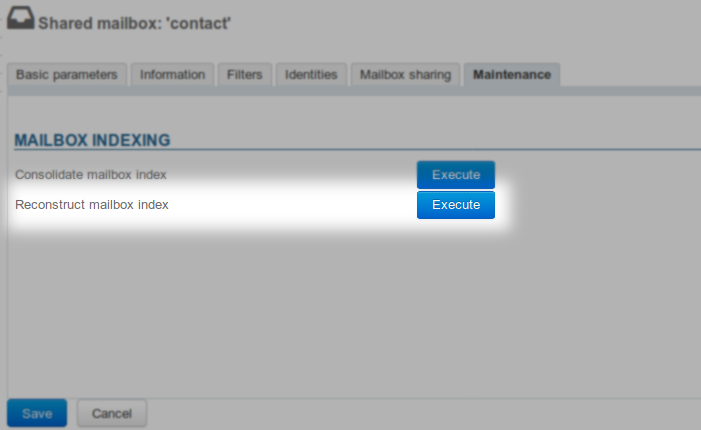 Shared mailbox: 'contact'
Basic parameters Information Filters Identities Mailbox sharing Maintenance
MAILBOX INDEXING
Consolidate mailbox index Execute
Reconstruct mailbox index Execute
Save Cancel